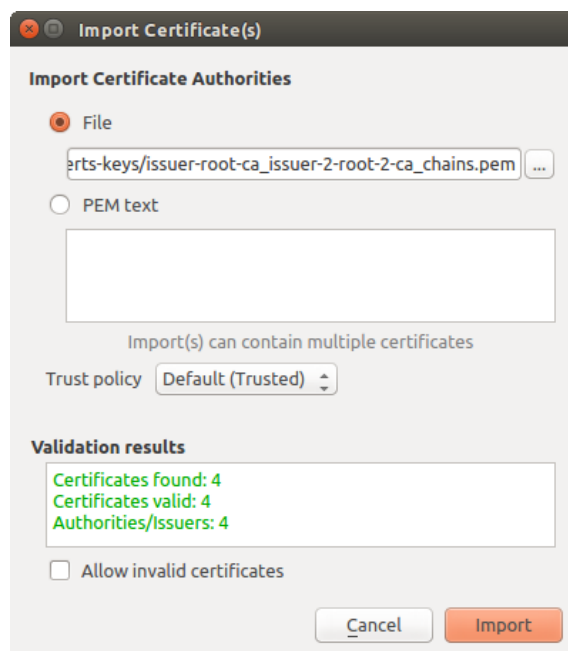 Import Certificate(s)
Import Certificate Authorities
File
erts-keys/issuer-root-ca_issuer-2-root-2-ca_chains.pem ...
PEM text
Import(s) can contain multiple certificates
Trust policy Default (Trusted)
Validation results
Certificates found: 4
Certificates valid: 4
Authorities/Issuers: 4
Allow invalid certificates
Cancel Import